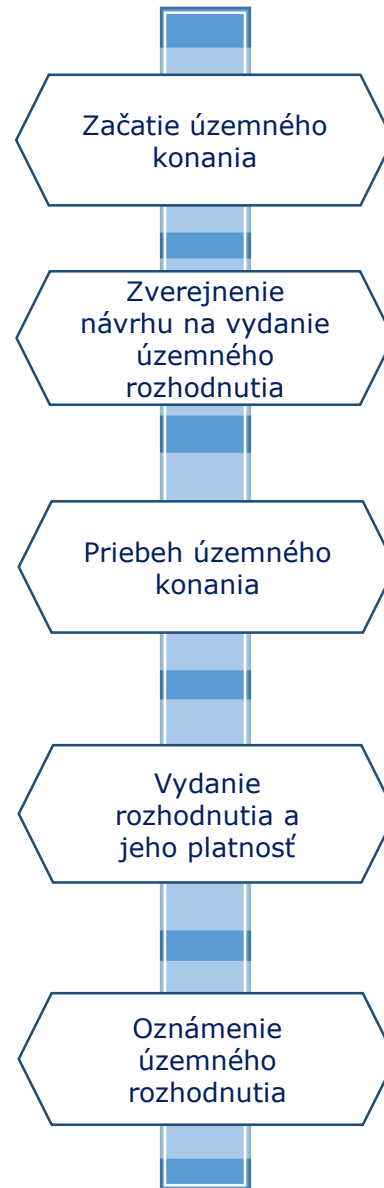 Začatie územného
konania
Zverejnenie
návrhu na vydanie
územného
rozhodnutia
Priebeh územného
konania
Vydanie
rozhodnutia a
jeho platnosť
Oznámenie
územného
rozhodnutia